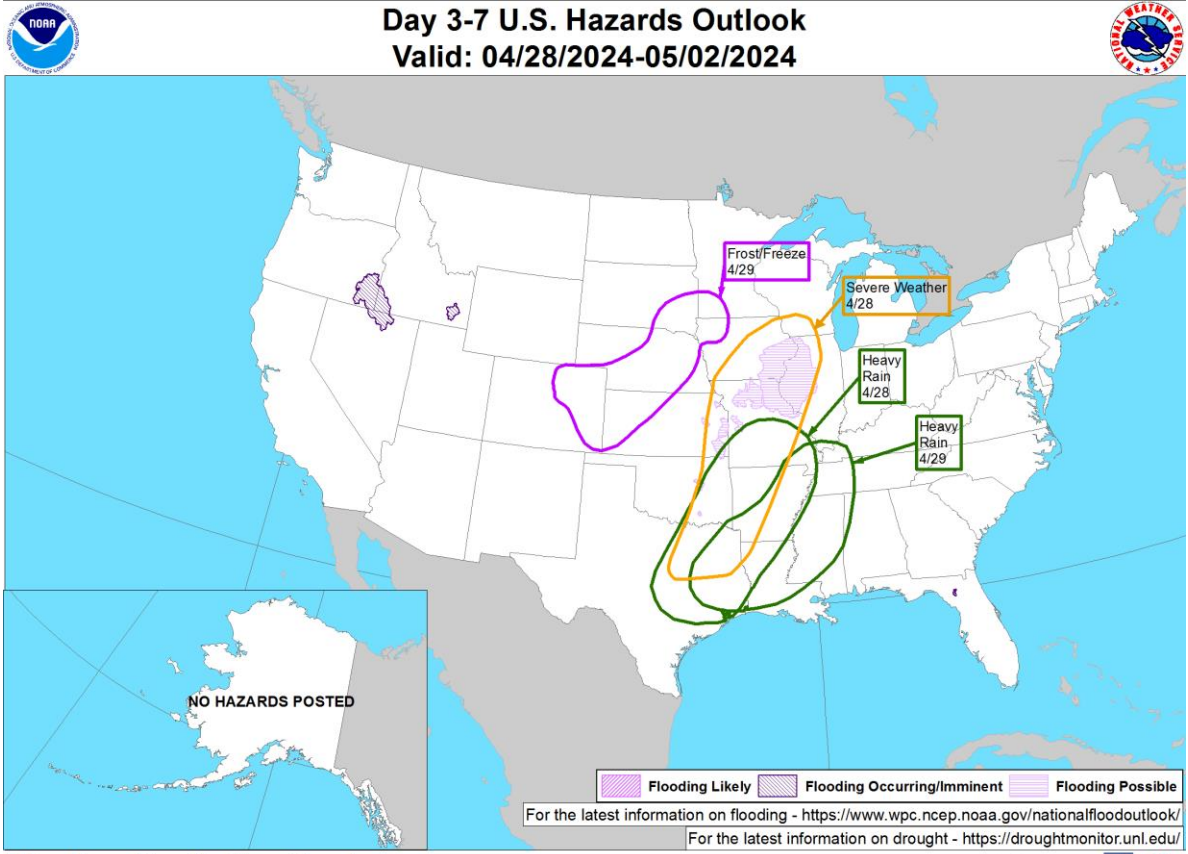 Day 3-7 U.S. Hazards Outlook
Valid: 04/28/2024-05/02/2024
NOAA
NATIONAL WEATHER SERVICE
Frost/Freeze
4/29
Severe Weather
4/28
Heavy
Rain
4/28
Heavy
Rain
4/29
NO HAZARDS POSTED
Flooding Likely
Flooding Occurring/Imminent
Flooding Possible
For the latest information on flooding - https://www.wpc.ncep.noaa.gov/nationalfloodoutlook/
For the latest information on drought - https://droughtmonitor.unl.edu/